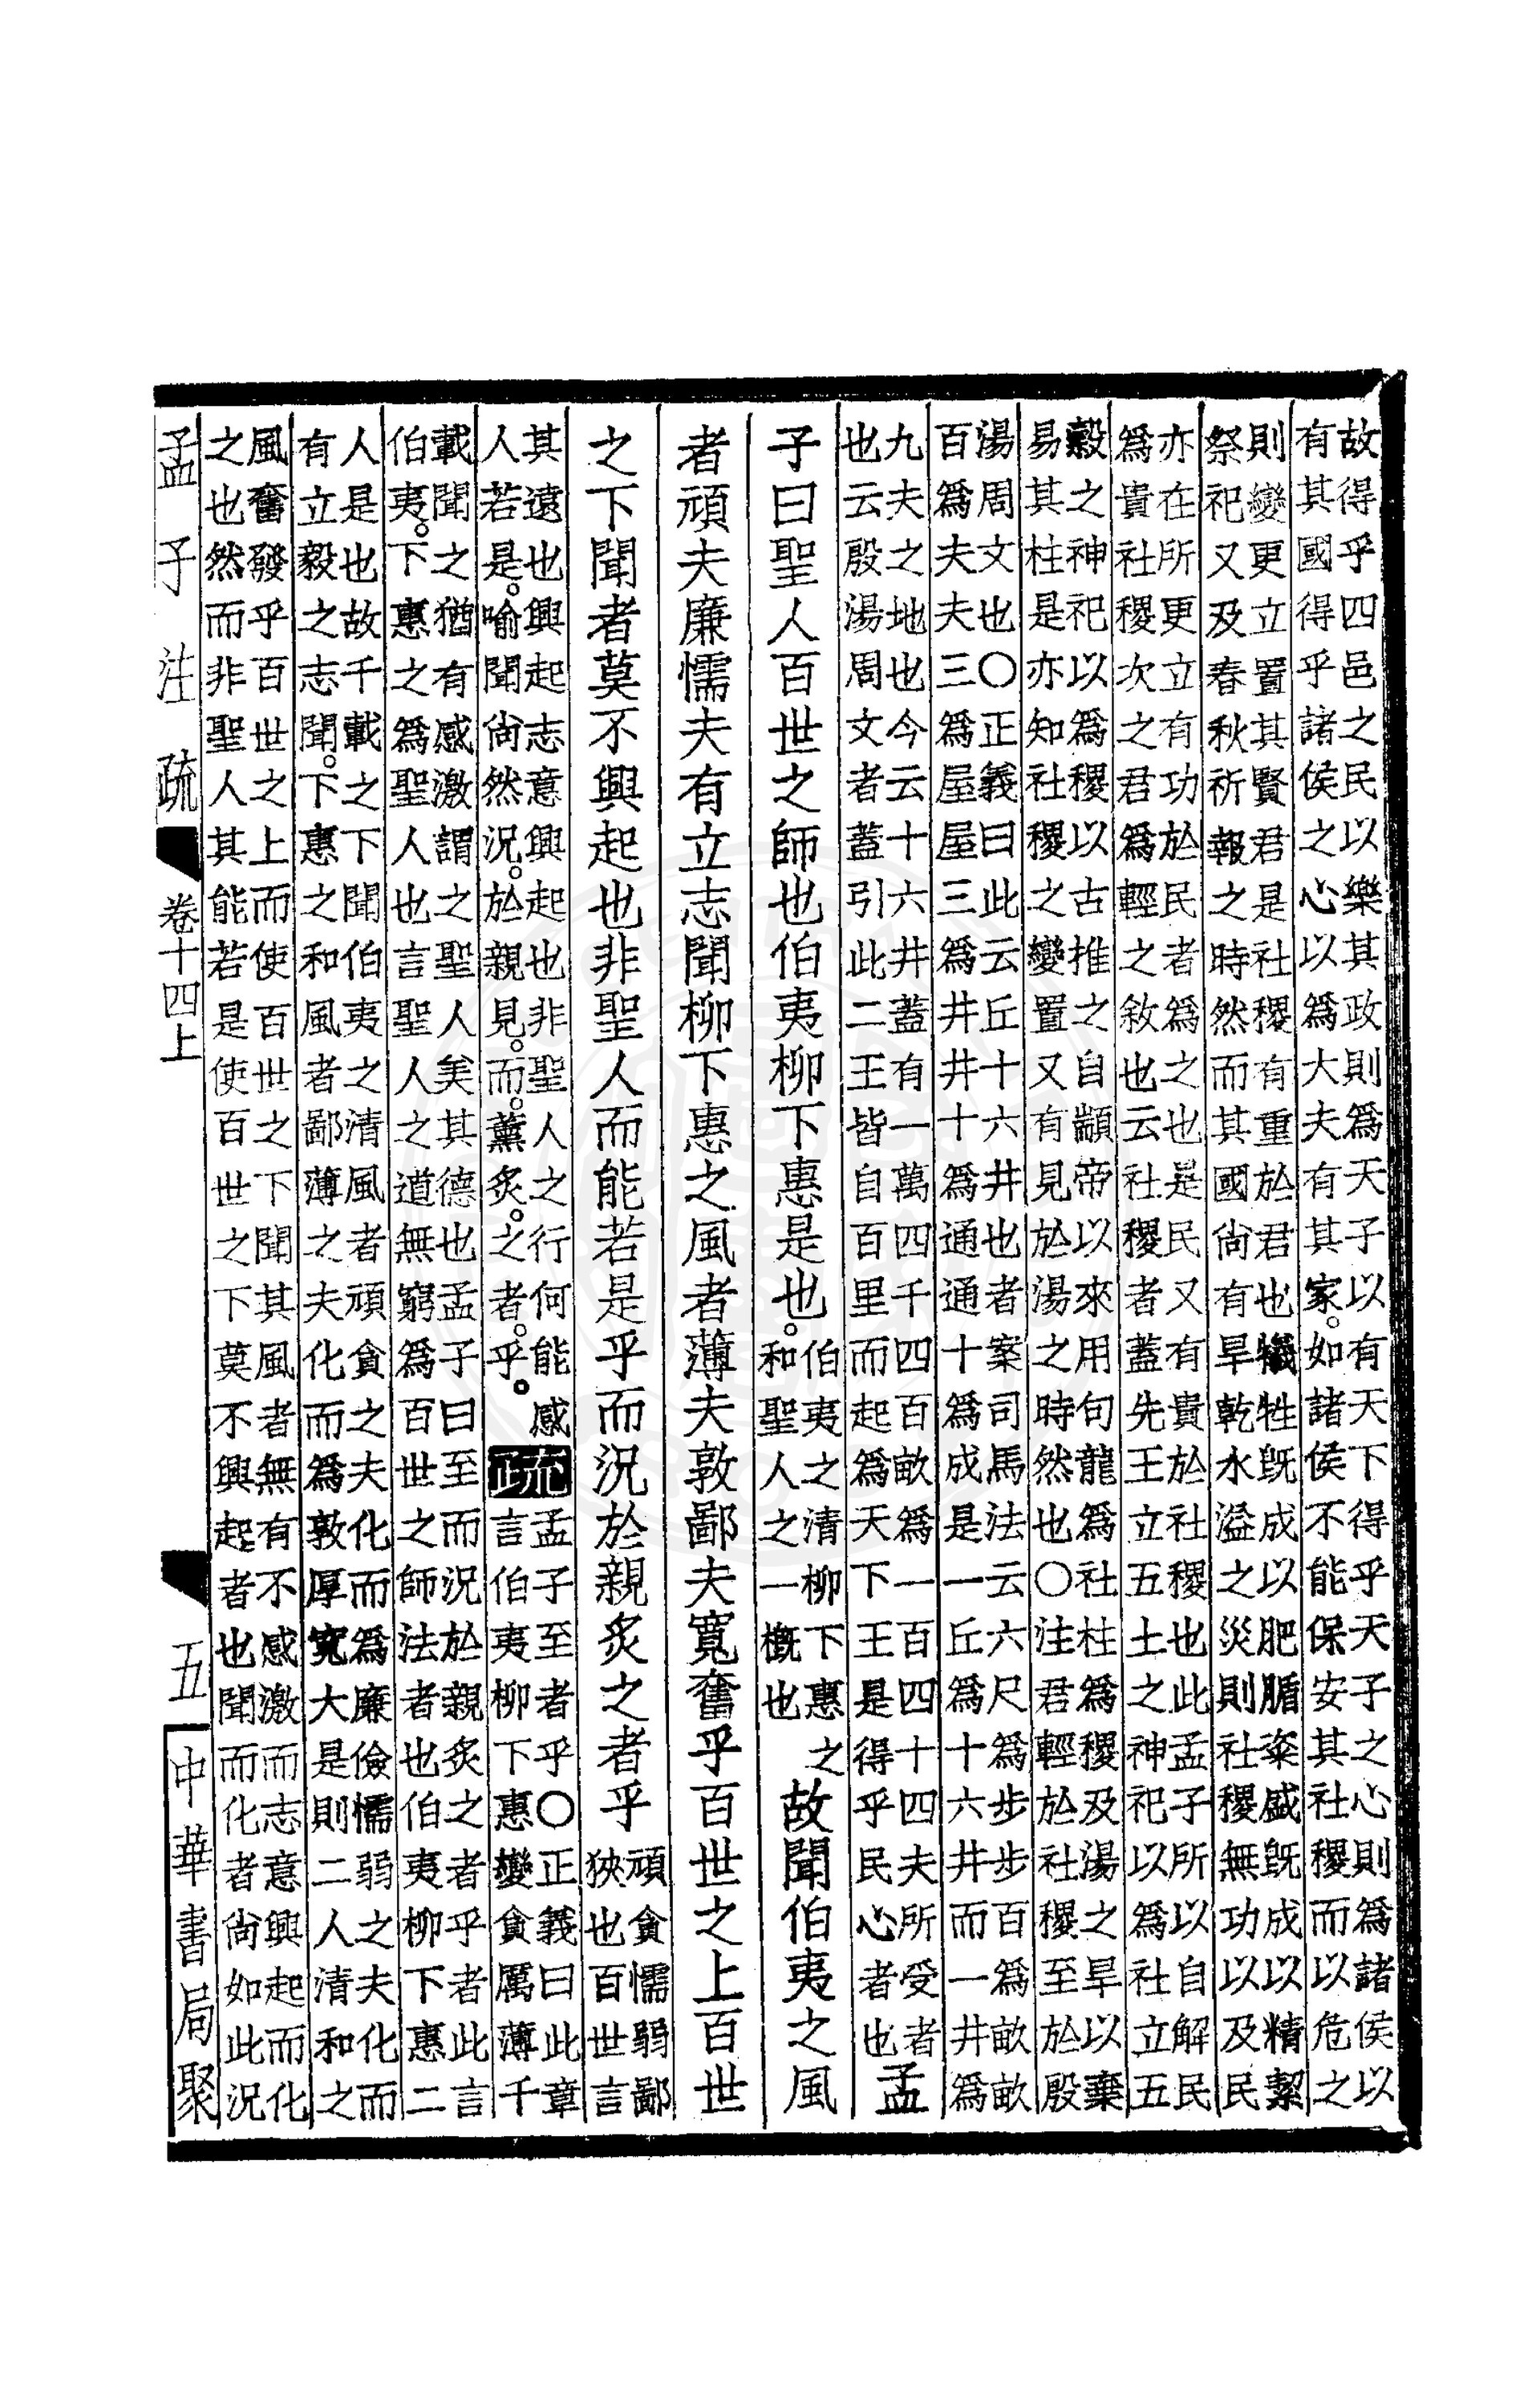 故得乎四邑之民以樂其政則爲天子以有天下得乎天子之心則爲諸侯以
有其國得乎諸侯之心以爲大夫有其家。如諸侯不能保安其社稷而以危之
則變更立置其賢君是社稷有重於君也犧牲旣成以肥腯粢盛旣成以精絜
祭祀又及春秋祈報之時然而其國尙有旱乾水溢之災則社稷無功以及民
亦在所更立有功於民者爲之也是民又有貴於社稷也此孟子所以自解民
爲貴社稷次之君爲輕之敘也云社稷者蓋先王立五土之神祀以爲社立五
穀之神祀以爲稷以古推之自顓帝以來用句龍爲社柱爲稷及湯之旱以棄
易其柱是亦知社稷之變置又有見於湯之時然也○注君輕於社稷至於殷
湯周文也○正義曰此云丘十六井也者案司馬法云六尺爲步步百爲畝畝
百爲夫夫三爲屋屋三爲井井十爲通通十爲成是一丘爲十六井而一井爲
九夫之地也今云十六井蓋有一萬四千四百畝爲一百四十四夫所受者
也云殷湯周文者蓋引此二王皆自百里而起爲天下王是得乎民心者也
孟
子曰聖人百世之師也伯夷柳下惠是也。
伯夷之清柳下惠之
和聖人之一概也
故聞伯夷之風
者頑夫廉懦夫有立志聞柳下惠之風者薄夫敦鄙夫寬奮乎百世之上百世
之下聞者莫不興起也非聖人而能若是乎而況於親炙之者乎
頑貪懦弱鄙
狹也百世言
其遠也興起志意興起也非聖人之行何能感
人若是。喻聞尙然況。於親見。而。薰炙。之者。乎。
疏
孟子至者乎○正義曰此章
言伯夷柳下惠變貪厲薄千
載聞之猶有感激謂之聖人美其德也孟子曰至而況於親炙之者乎者此言
伯夷。下惠之爲聖人也言聖人之道無窮爲百世之師法者也伯夷柳下惠二
人是也故千載之下聞伯夷之清風者頑貪之夫化而爲廉儉懦弱之夫化而
有立毅之志聞。下惠之和風者鄙薄之夫化而爲敦厚寬大是則二人清和之
風奮發乎百世之上而使百世之下聞其風者無有不感激而志意興起而化
之也然而非聖人其能若是使百世之下莫不興起者也聞而化者尙如此況
孟子注疏
卷十四上
五
中華書局聚